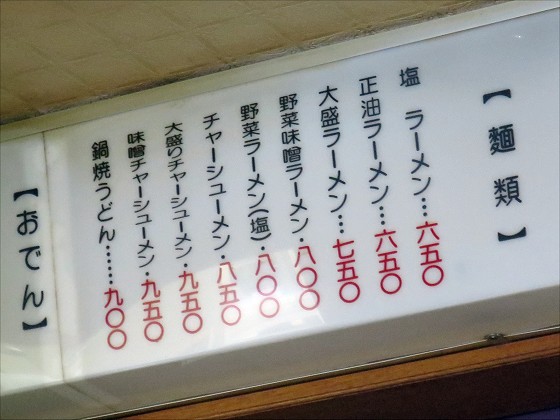 【麺類】
塩 ラーメン…六五〇
正油ラーメン…六五〇
大盛ラーメン…七五〇
野菜味噌ラーメン・八〇〇
野菜ラーメン(塩)・八〇〇
チャーシューメン・八五〇
大盛りチャーシューメン・九五〇
味噌チャーシューメン・九五〇
鍋焼うどん……九〇〇
【おでん】